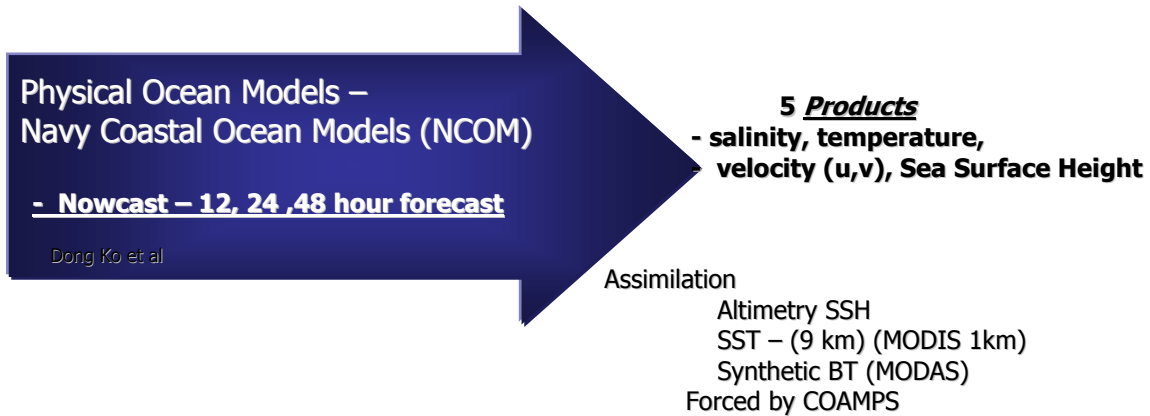 Physical Ocean Models –
Navy Coastal Ocean Models (NCOM)
- Nowcast – 12, 24 ,48 hour forecast
Dong Ko et al
5 Products
- salinity, temperature,
- velocity (u,v), Sea Surface Height
Assimilation
Altimetry SSH
SST – (9 km) (MODIS 1km)
Synthetic BT (MODAS)
Forced by COAMPS